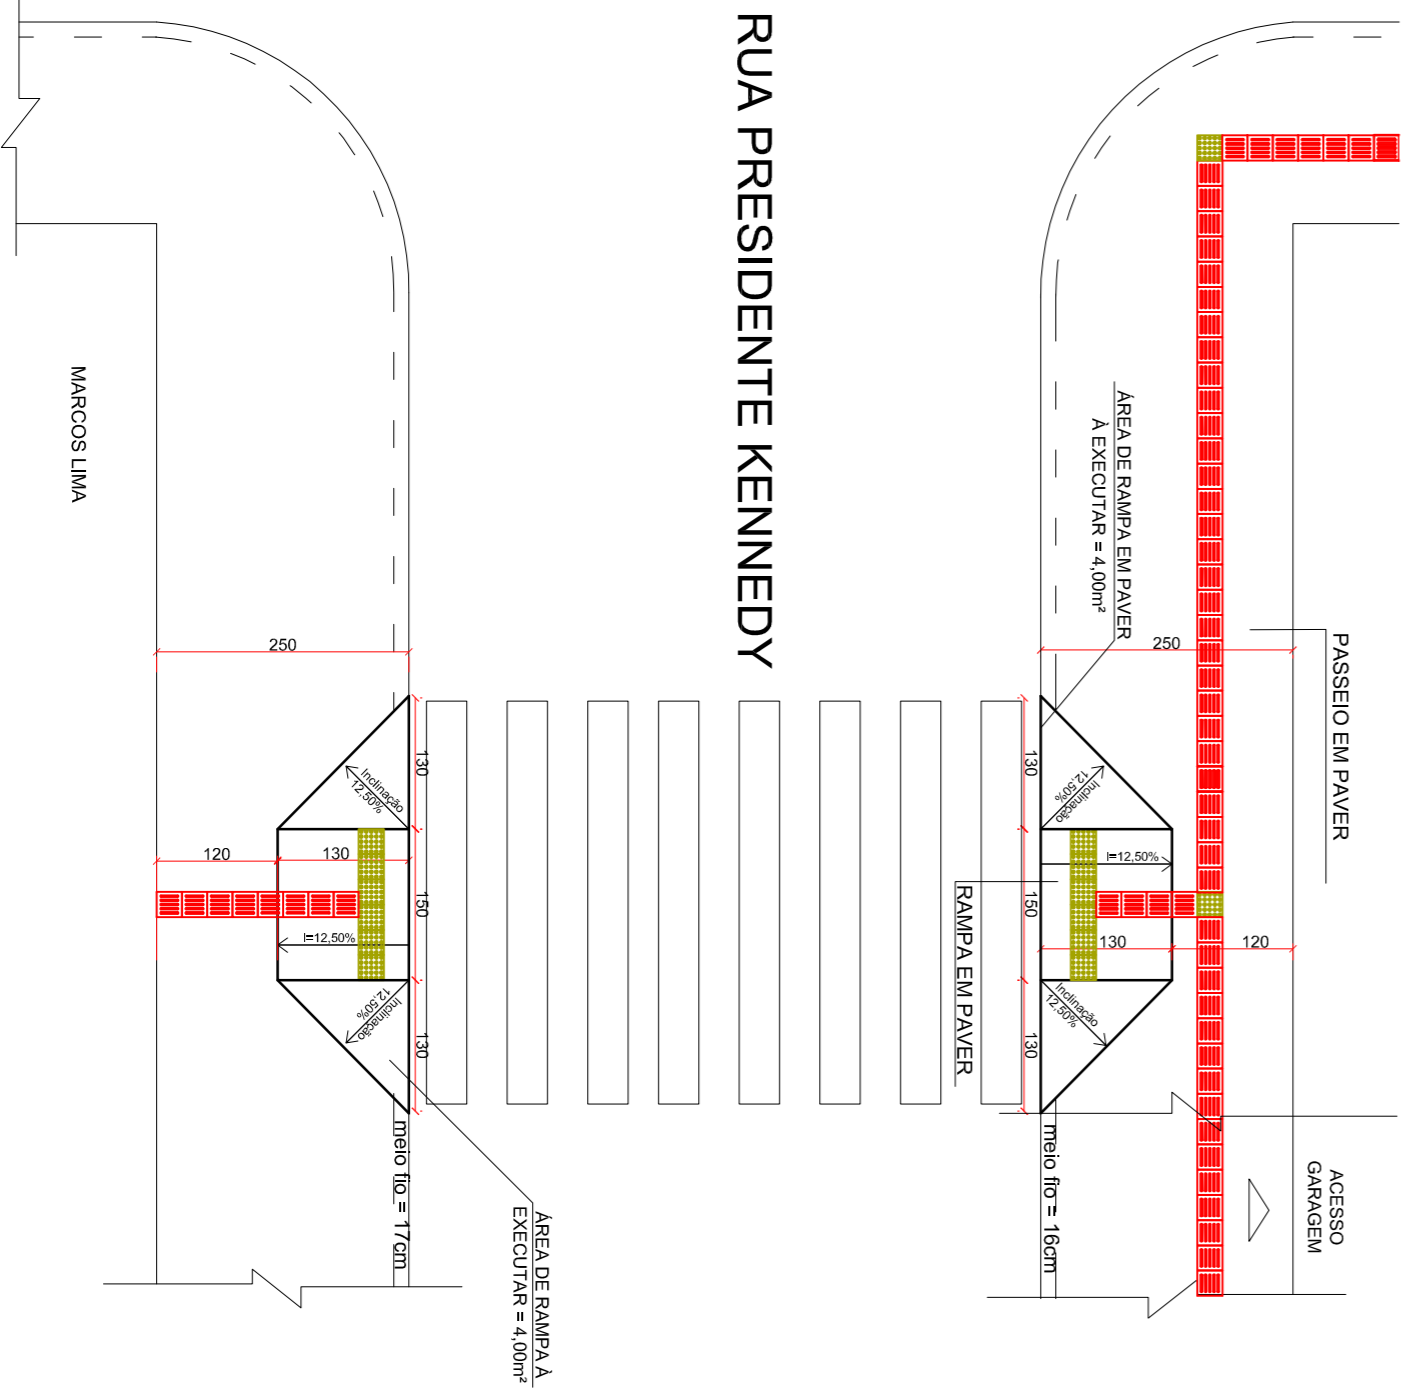 RUA PRESIDENTE KENNEDY
MARCOS LIMA
ÁREA DE RAMPA EM PAVER
À EXECUTAR = 4,00m²
PASSEIO EM PAVER
250
250
130
130
Inclinação
12,50%
Inclinação
12,50%
120
130
150
I=12,50%
I=12,50%
150
130
120
RAMPA EM PAVER
Inclinação
12,50%
Inclinação
12,50%
130
130
meio fio = 17cm
meio fio = 16cm
ÁREA DE RAMPA À
EXECUTAR = 4,00m²
ACESSO
GARAGEM